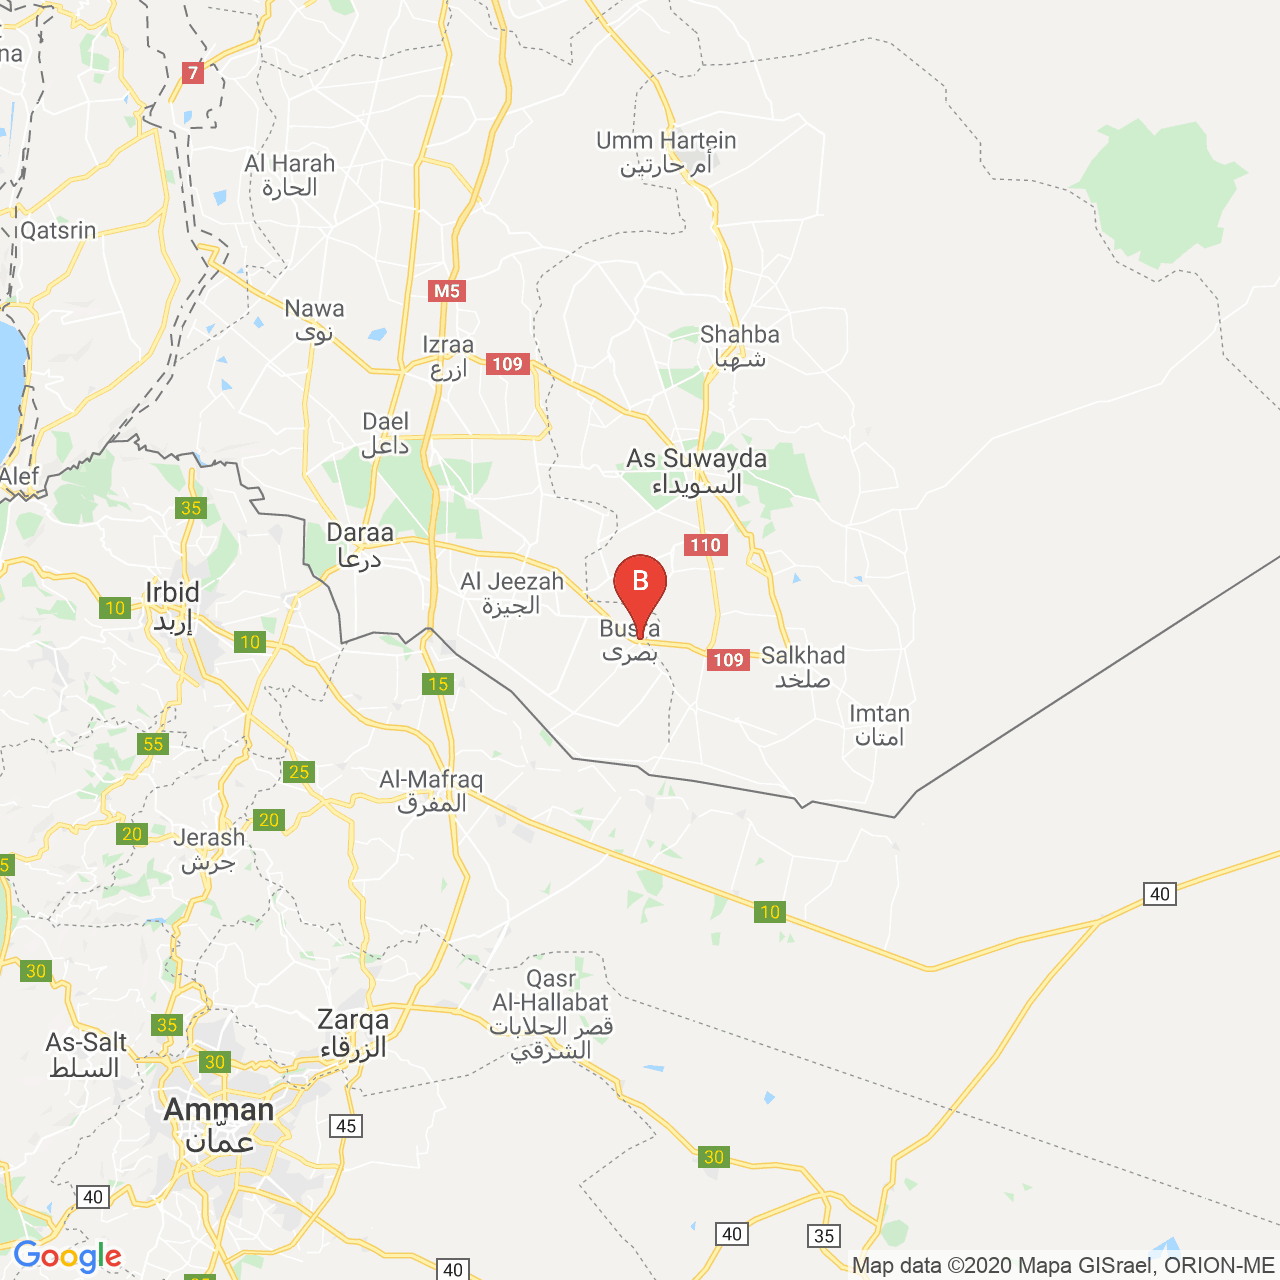 na
7
Umm Hartein
أم حارتين
Al Harah
الحارة
Qatsrin
M5
Nawa
نوى
Shahba
شهبا
Izraa
ازرع
109
Dael
داعل
As Suwayda
السويداء
Alef
35
Daraa
درعا
110
Al Jeezah
الجيزة
B
Irbid
إربد
10
10
Busra
بصرى
109
Salkhad
صلخد
15
Imtan
امتان
55
25
Al-Mafraq
المفرق
20
20
Jerash
جرش
5
40
10
30
Qasr
Al-Hallabat
قصر الحلابات
الشرقي
35
Zarqa
الزرقاء
As-Salt
السلط
30
Amman
عمّان
45
30
40
40
35
40
Google
Map data ©2020 Mapa GISrael, ORION-ME